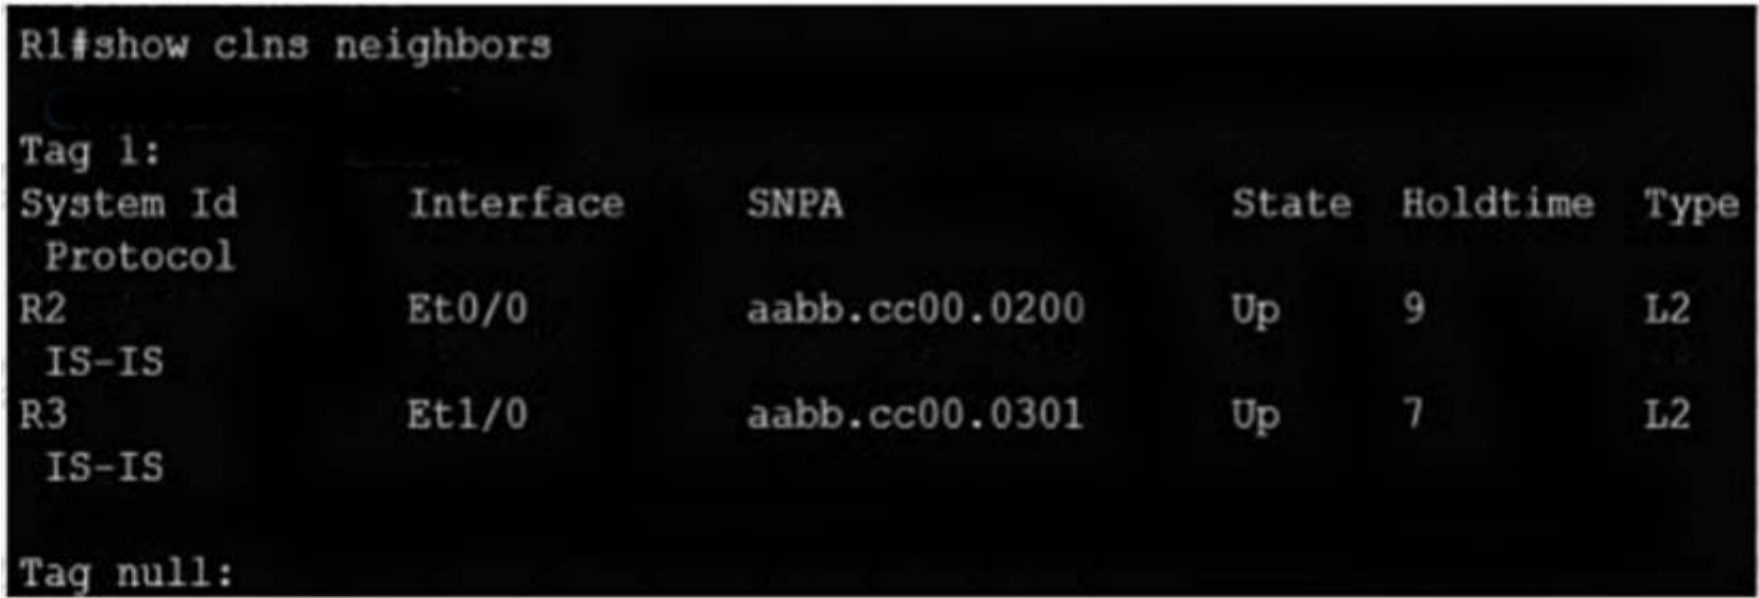 R1#show clns neighbors
Tag 1:
System Id Interface SNPA State Holdtime Type
Protocol
R2 Et0/0 aabb.cc00.0200 Up 9 L2
IS-IS
R3 Et1/0 aabb.cc00.0301 Up 7 L2
IS-IS
Tag null: